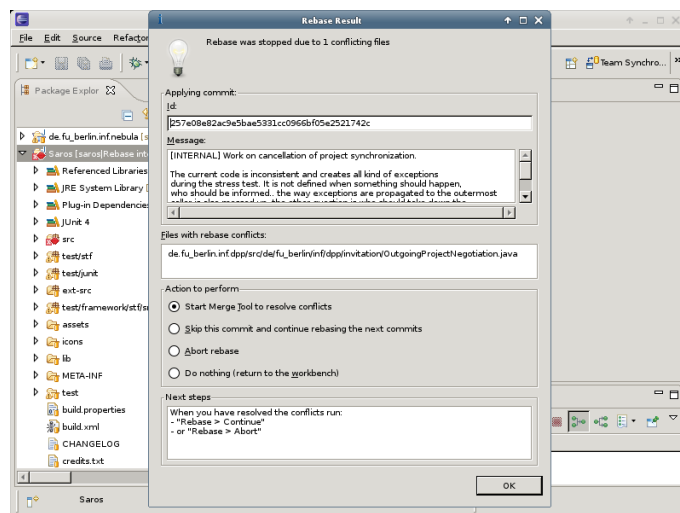 Rebase Result
File Edit Source Refactor
Team Synchro...
Package Explor
de.fu_berlin.inf.nebula [s
Saros [saros|Rebase int
Referenced Libraries
JRE System Library [
Plug-in Dependencies
JUnit 4
src
test/stf
test/junit
ext-src
test/framework/stf/s
assets
icons
lib
META-INF
test
build.properties
build.xml
CHANGELOG
credits.txt
Saros
Rebase was stopped due to 1 conflicting files
Applying commit:
Id:
257e08e82ac9e5bae5331cc0966bf05e2521742c
Message:
[INTERNAL] Work on cancellation of project synchronization.
The current code is inconsistent and creates all kind of exceptions
during the stress test. It is not defined when something should happen,
who should be informed.. the way exceptions are propagated to the outermost
Files with rebase conflicts:
de.fu_berlin.inf.dpp/src/de/fu_berlin/inf/dpp/invitation/OutgoingProjectNegotiation.java
Action to perform
Start Merge Tool to resolve conflicts
Skip this commit and continue rebasing the next commits
Abort rebase
Do nothing (return to the workbench)
Next steps
When you have resolved the conflicts run:
- "Rebase > Continue"
- or "Rebase > Abort"
OK